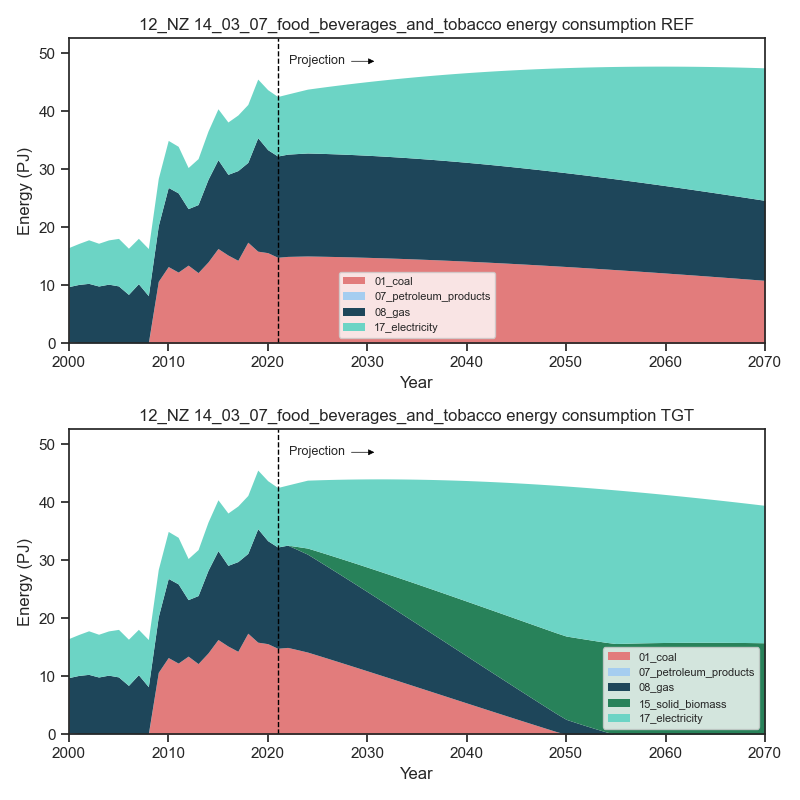 12_NZ 14_03_07_food_beverages_and_tobacco energy consumption REF
Energy (PJ)
50
40
30
20
10
0
Projection
01_coal
07_petroleum_products
08_gas
17_electricity
2000 2010 2020 2030 2040 2050 2060 2070
Year
12_NZ 14_03_07_food_beverages_and_tobacco energy consumption TGT
Energy (PJ)
50
40
30
20
10
0
Projection
01_coal
07_petroleum_products
08_gas
15_solid_biomass
17_electricity
2000 2010 2020 2030 2040 2050 2060 2070
Year